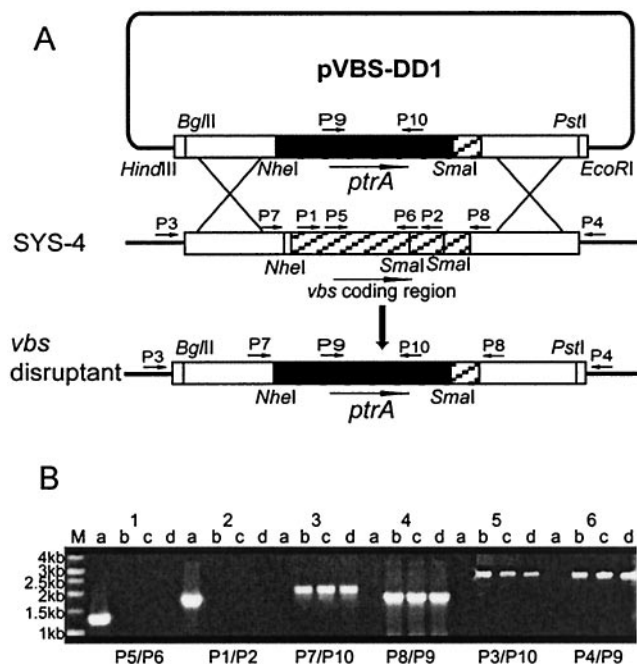 A
pVBS-DD1
P9 P10
BglII PstI
HindIII NheI ptrA SmaI EcoRI
P3 P7 P1 P5 P6 P2 P8 P4
SYS-4
NheI SmaI SmaI
vbs coding region
vbs
disruptant
P3 BglII P7 P9 P10 P8 PstI P4
NheI ptrA SmaI
B
1 2 3 4 5 6
M a b c d a b c d a b c d a b c d a b c d a b c d
4kb
3kb
2.5kb
2kb
1.5kb
1kb
P5/P6 P1/P2 P7/P10 P8/P9 P3/P10 P4/P9